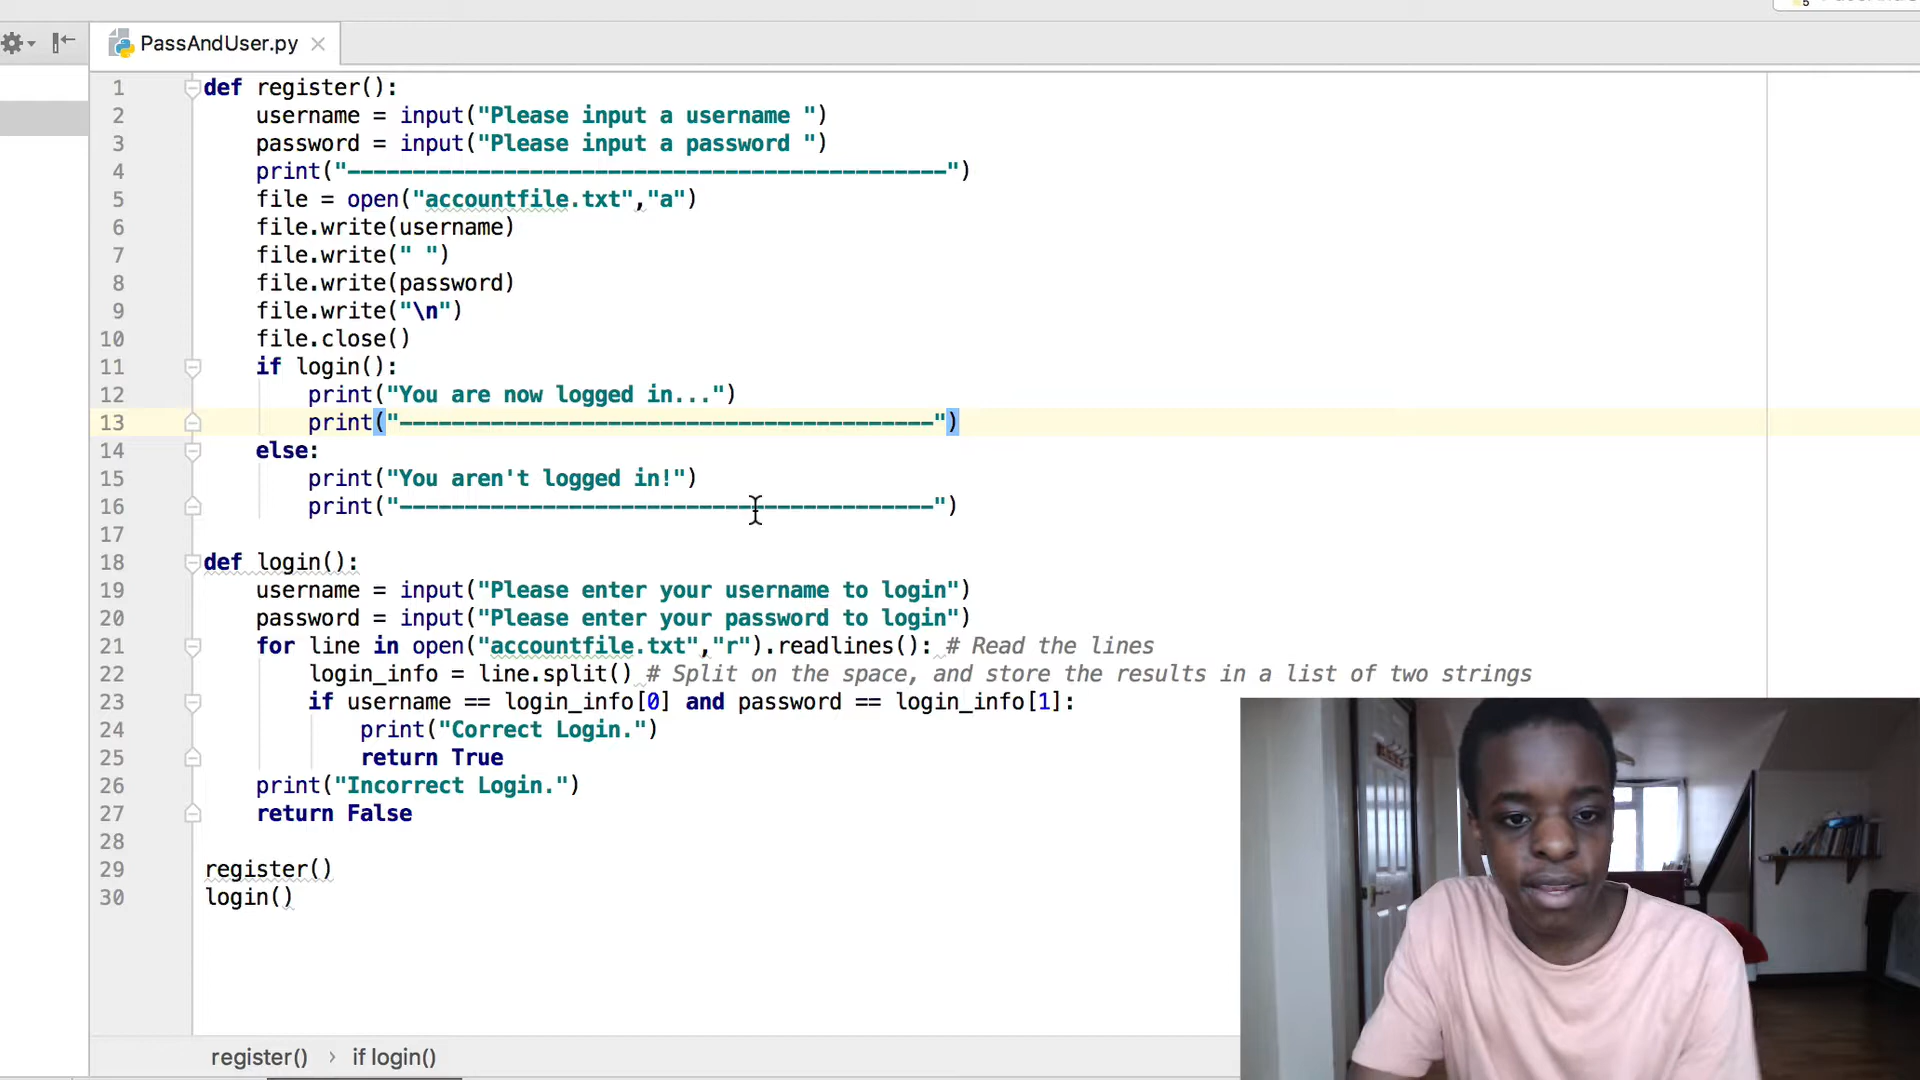 PassAndUser.py
1 def register():
2 username = input("Please input a username ")
3 password = input("Please input a password ")
4 print("----------------------------------------------")
5 file = open("accountfile.txt","a")
6 file.write(username)
7 file.write(" ")
8 file.write(password)
9 file.write("\n")
10 file.close()
11 if login():
12 print("You are now logged in...")
13 print("-----------------------------------------")
14 else:
15 print("You aren't logged in!")
16 print("-----------------------------------------")
17
18 def login():
19 username = input("Please enter your username to login")
20 password = input("Please enter your password to login")
21 for line in open("accountfile.txt","r").readlines(): # Read the lines
22 login_info = line.split() # Split on the space, and store the results in a list of two strings
23 if username == login_info[0] and password == login_info[1]:
24 print("Correct Login.")
25 return True
26 print("Incorrect Login.")
27 return False
28
29 register()
30 login()
register() › if login()